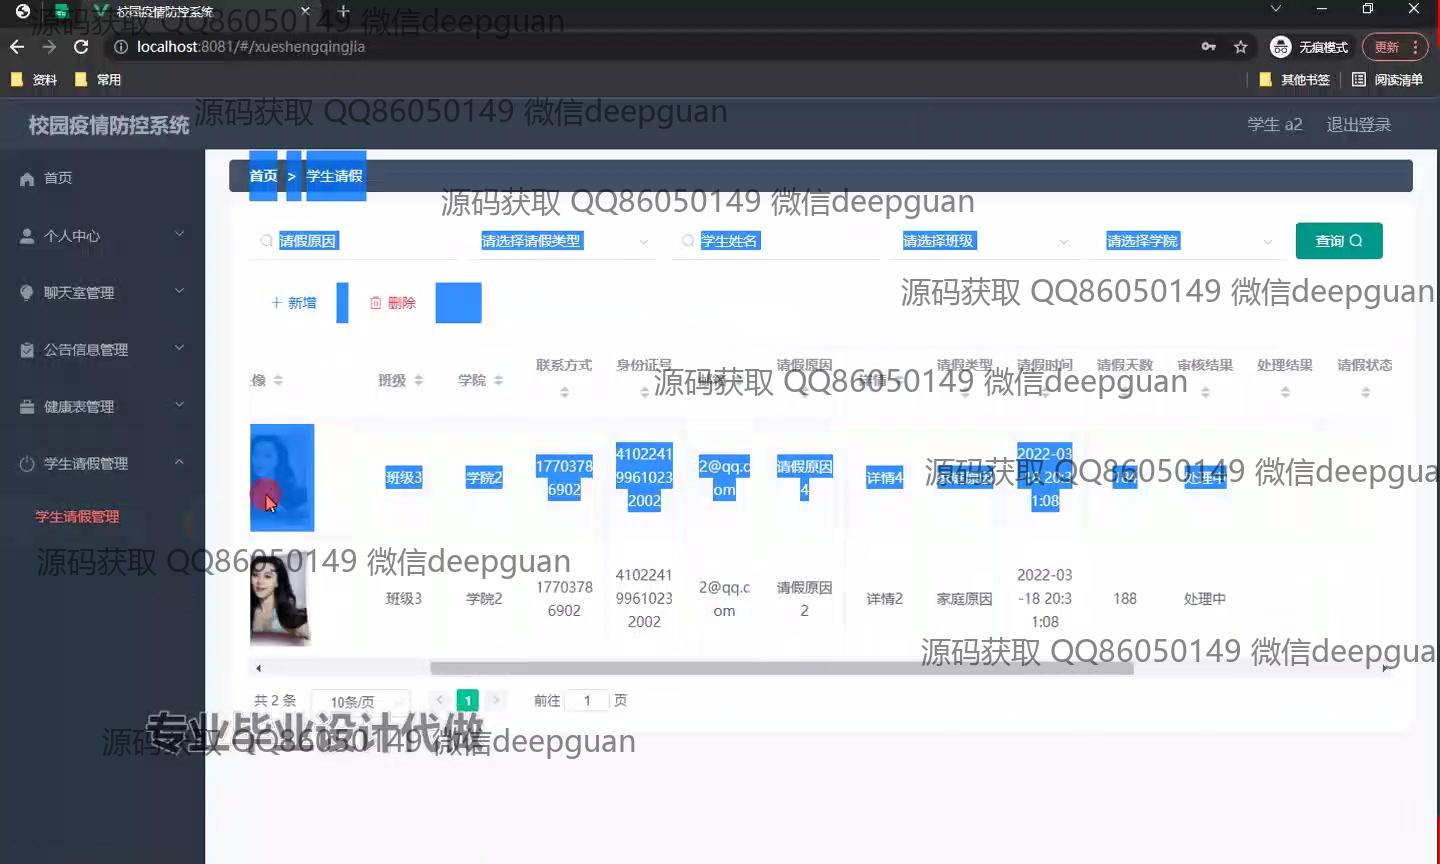 校园疫情防控系统
源码获取 QQ86050149 微信deepguan
localhost:8081/#/xueshengqingjia
无痕模式
更新
资料
常用
其他书签
阅读清单
源码获取 QQ86050149 微信deepguan
校园疫情防控系统
学生 a2
退出登录
首页
首页 > 学生请假
源码获取 QQ86050149 微信deepguan
个人中心
请假原因
请选择请假类型
学生姓名
请选择班级
请选择学院
查询
聊天室管理
新增
删除
源码获取 QQ86050149 微信deepguan
公告信息管理
像
班级
学院
联系方式
身份证号
请假原因
详情
请假类型
请假时间
请假天数
审核结果
处理结果
请假状态
源码获取 QQ86050149 微信deepguan
健康表管理
学生请假管理
班级3
学院2
1770378
6902
4102241
9961023
2002
2@qq.c
om
请假原因
4
详情4
家庭原因
2022-03
-18 20:3
1:08
处理中
源码获取 QQ86050149 微信deepgua
学生请假管理
源码获取 QQ86050149 微信deepguan
班级3
学院2
1770378
6902
4102241
9961023
2002
2@qq.c
om
请假原因
2
详情2
家庭原因
2022-03
-18 20:3
1:08
188
处理中
源码获取 QQ86050149 微信deepgua
共 2 条
10条/页
1
前往 1 页
专业毕业设计代做
源码获取 QQ86050149 微信deepguan